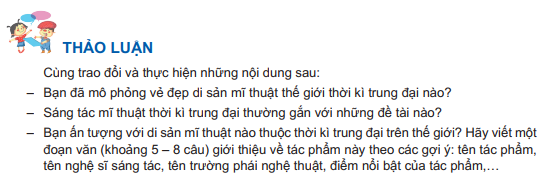 THẢO LUẬN
Cùng trao đổi và thực hiện những nội dung sau:
– Bạn đã mô phỏng vẻ đẹp di sản mĩ thuật thế giới thời kì trung đại nào?
– Sáng tác mĩ thuật thời kì trung đại thường gắn với những đề tài nào?
– Bạn ấn tượng với di sản mĩ thuật nào thuộc thời kì trung đại trên thế giới? Hãy viết một
đoạn văn (khoảng 5 – 8 câu) giới thiệu về tác phẩm này theo các gợi ý: tên tác phẩm,
tên nghệ sĩ sáng tác, tên trường phái nghệ thuật, điểm nổi bật của tác phẩm,…